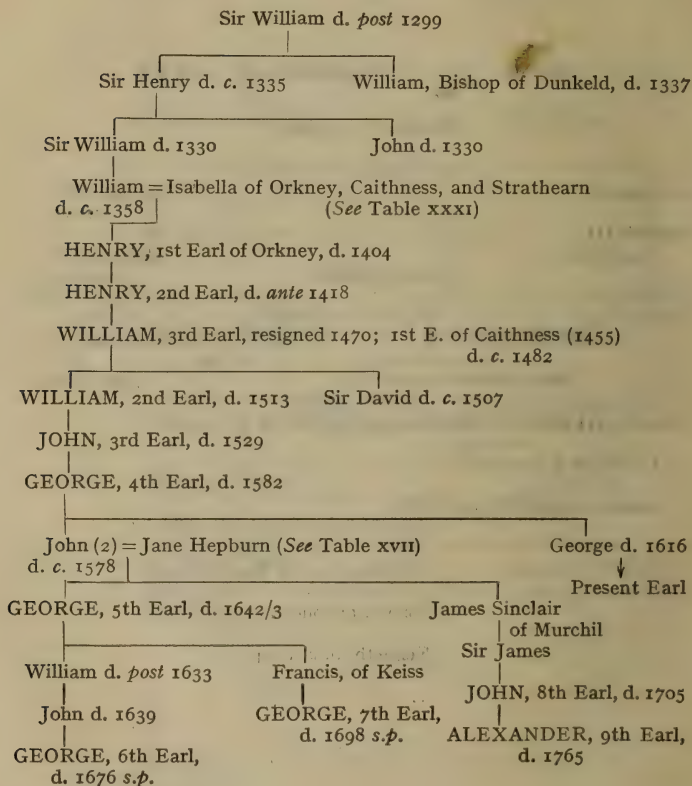 Sir William d. post 1299
Sir Henry d. c. 1335 William, Bishop of Dunkeld, d. 1337
Sir William d. 1330 John d. 1330
William = Isabella of Orkney, Caithness, and Strathearn
d. c. 1358 (See Table XXXI)
HENRY, 1st Earl of Orkney, d. 1404
HENRY, 2nd Earl, d. ante 1418
WILLIAM, 3rd Earl, resigned 1470; 1st E. of Caithness (1455)
d. c. 1482
WILLIAM, 2nd Earl, d. 1513 Sir David d. c. 1507
JOHN, 3rd Earl, d. 1529
GEORGE, 4th Earl, d. 1582
John (2) = Jane Hepburn (See Table XVII) George d. 1616
d. c. 1578
Present Earl
GEORGE, 5th Earl, d. 1642/3 James Sinclair
of Murchil
William d. post 1633 Francis, of Keiss Sir James
John d. 1639 GEORGE, 7th Earl, JOHN, 8th Earl, d. 1705
d. 1698 s.p. ALEXANDER, 9th Earl,
GEORGE, 6th Earl, d. 1765
d. 1676 s.p.